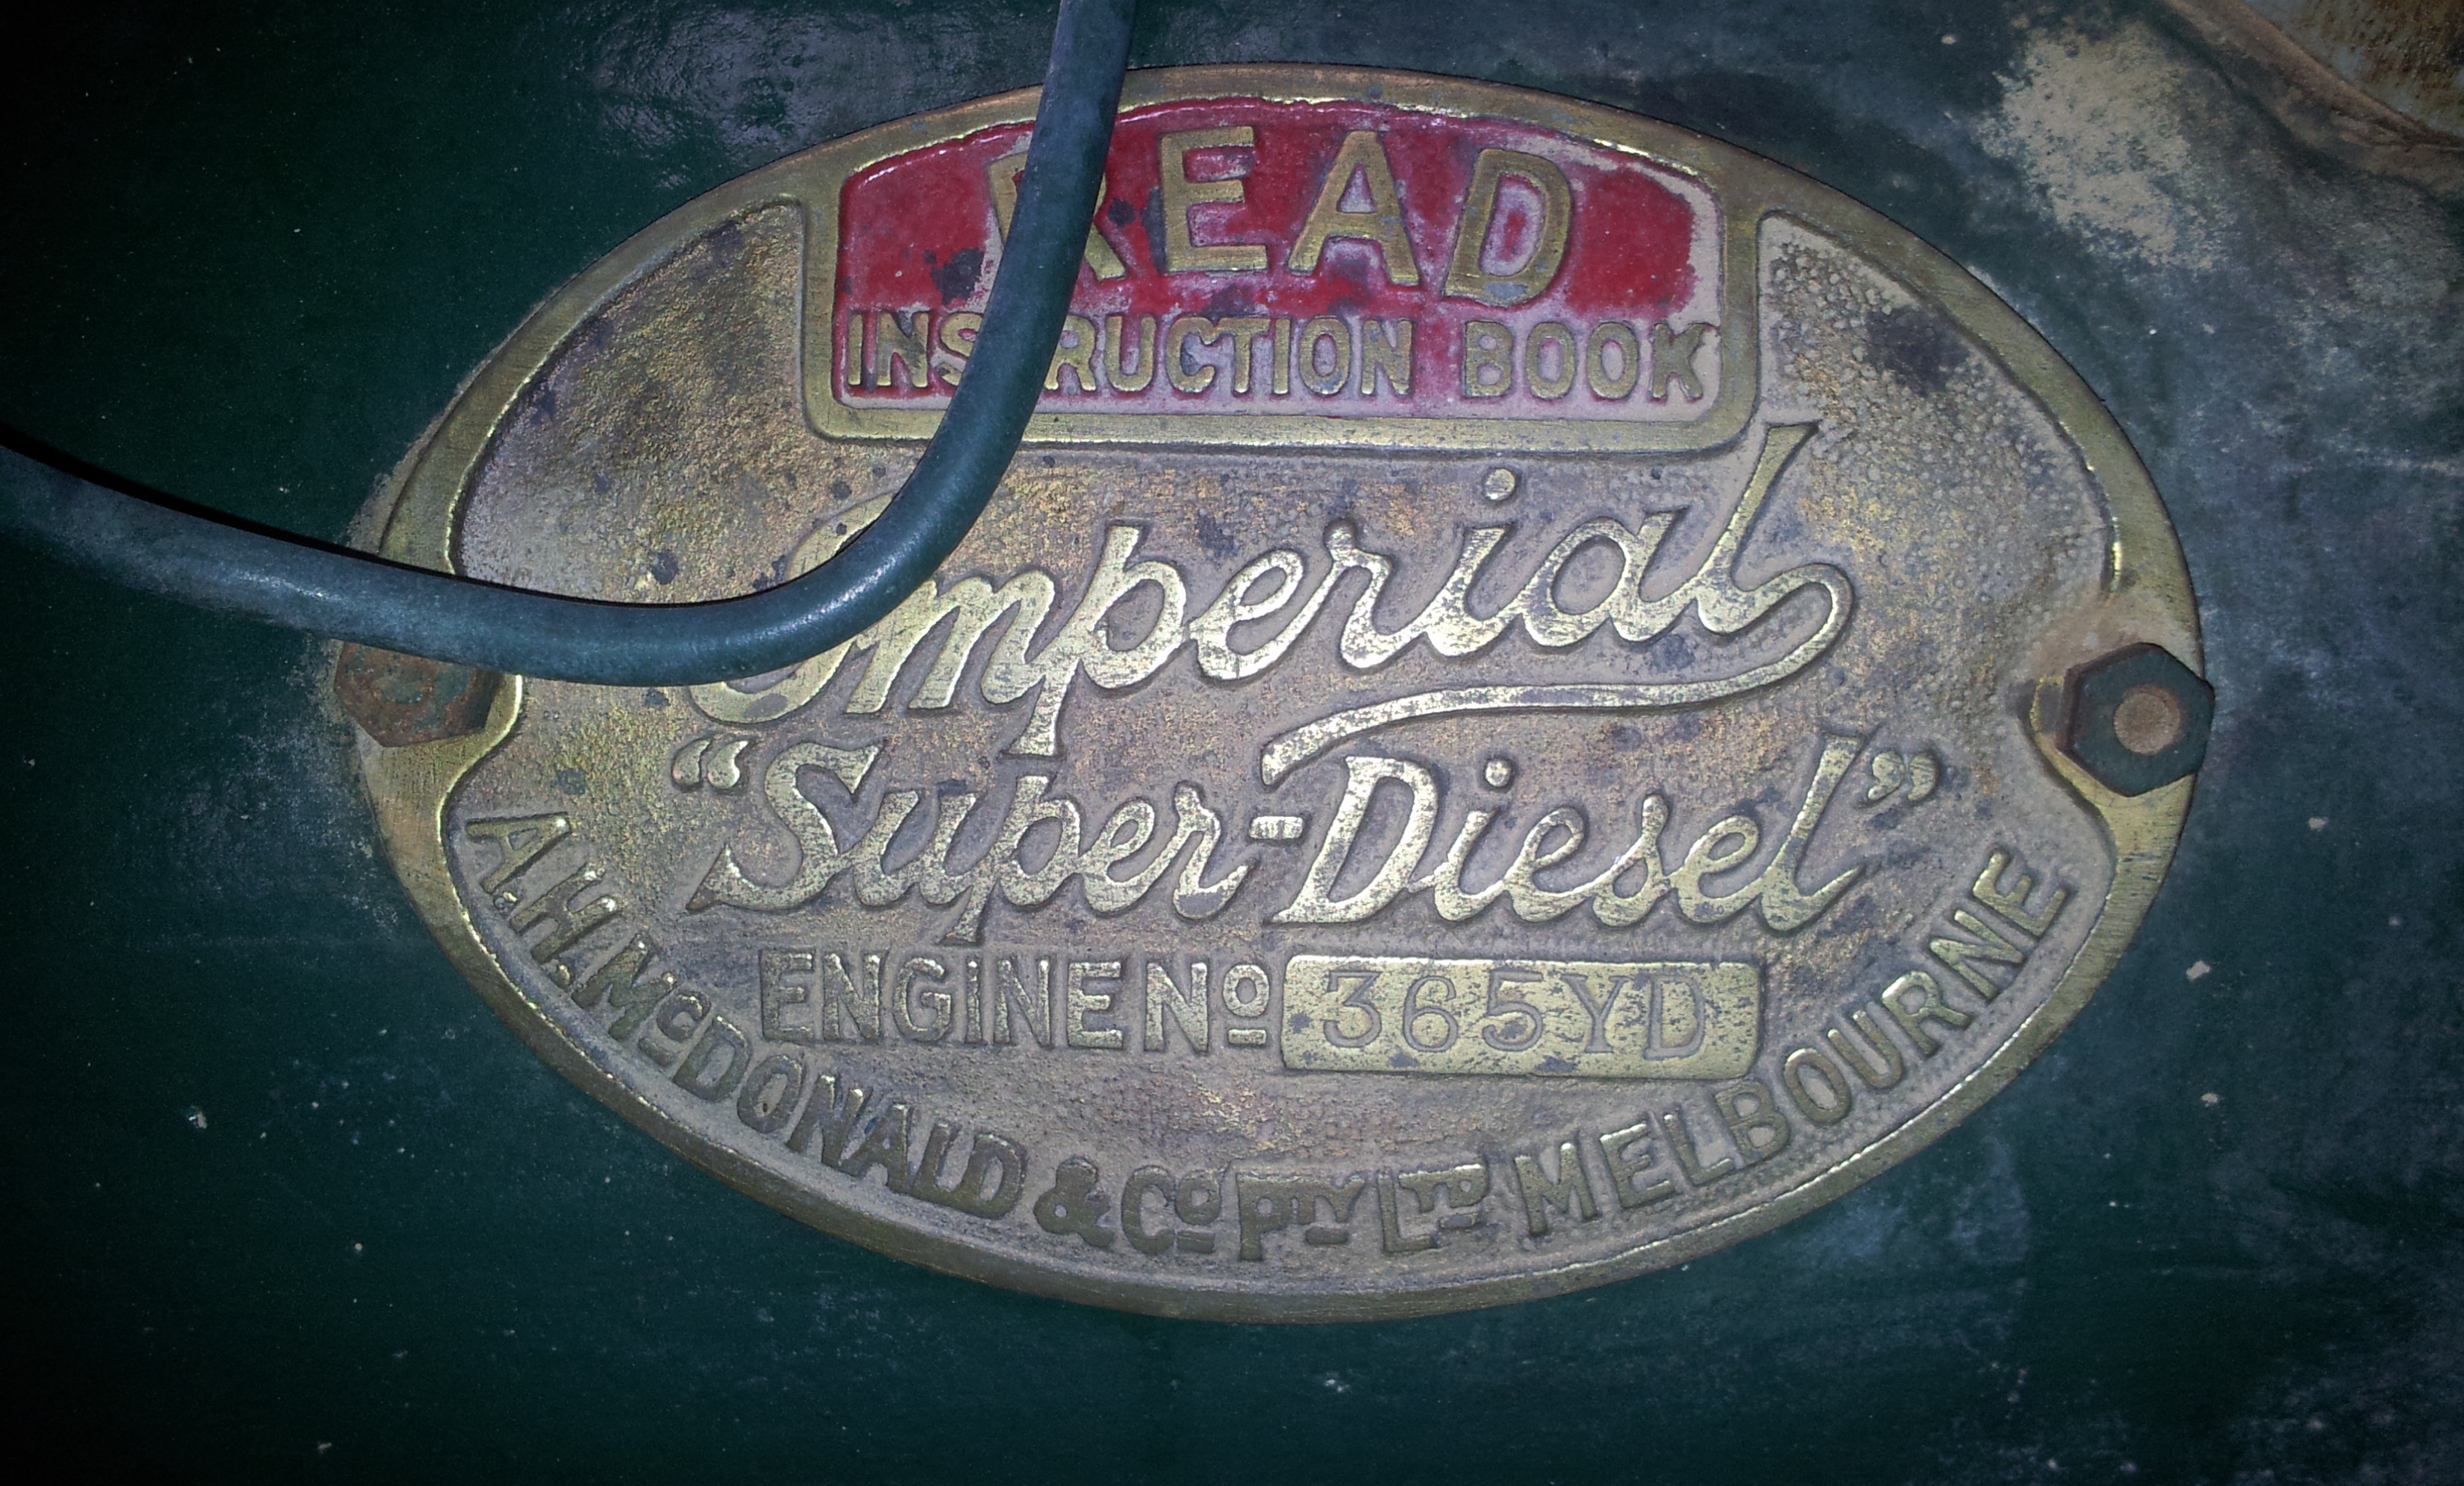 READ
INSTRUCTION BOOK
Imperial
“Super-Diesel”
ENGINE No 365YD
A.H. McDONALD & Co PTY LTD MELBOURNE